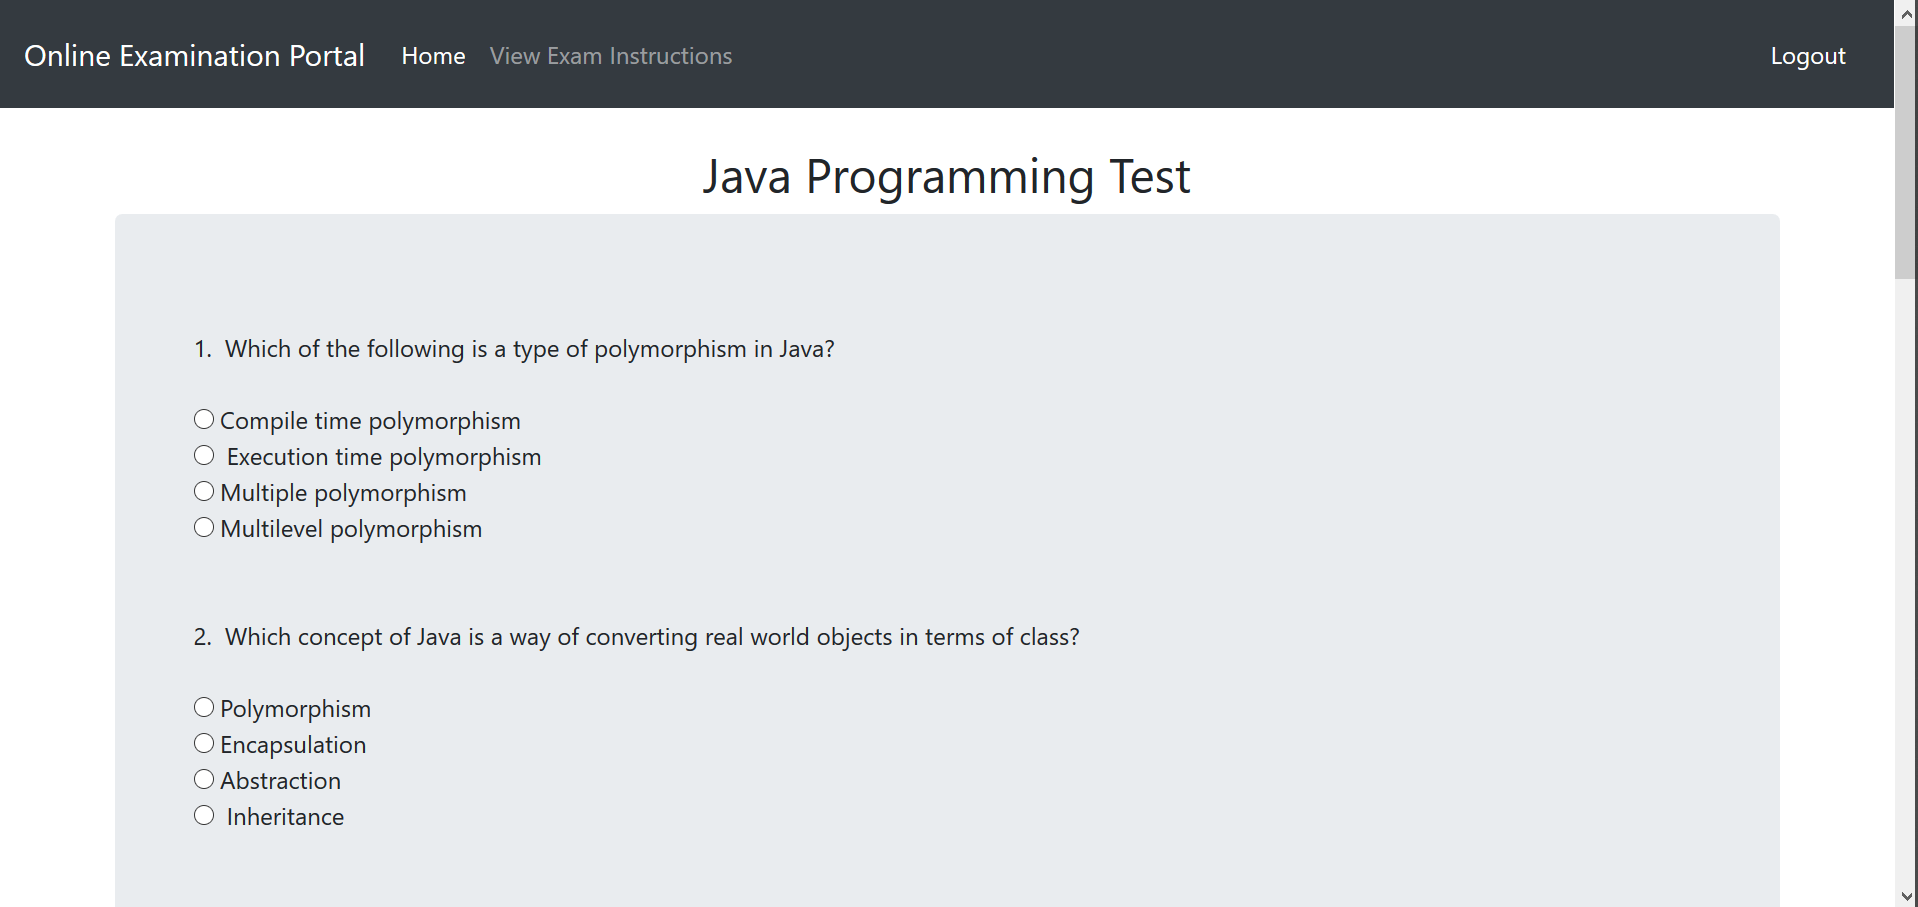 Online Examination Portal Home View Exam Instructions Logout
Java Programming Test
1. Which of the following is a type of polymorphism in Java?
Compile time polymorphism
Execution time polymorphism
Multiple polymorphism
Multilevel polymorphism
2. Which concept of Java is a way of converting real world objects in terms of class?
Polymorphism
Encapsulation
Abstraction
Inheritance